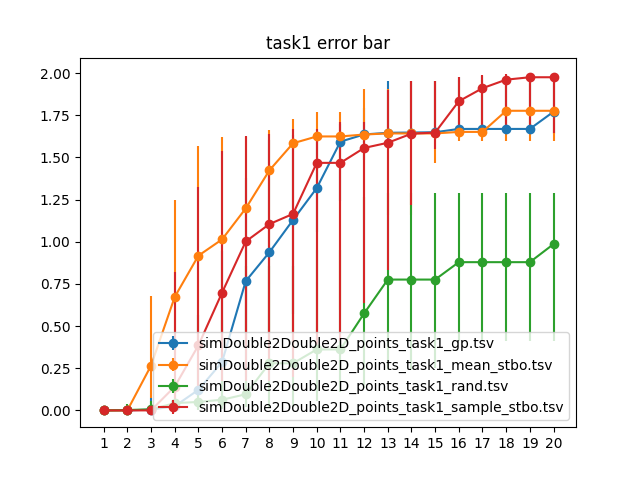 task1 error bar
2.00
1.75
1.50
1.25
1.00
0.75
0.50
0.25
0.00
simDouble2Double2D_points_task1_gp.tsv
simDouble2Double2D_points_task1_mean_stbo.tsv
simDouble2Double2D_points_task1_rand.tsv
simDouble2Double2D_points_task1_sample_stbo.tsv
1 2 3 4 5 6 7 8 9 10 11 12 13 14 15 16 17 18 19 20